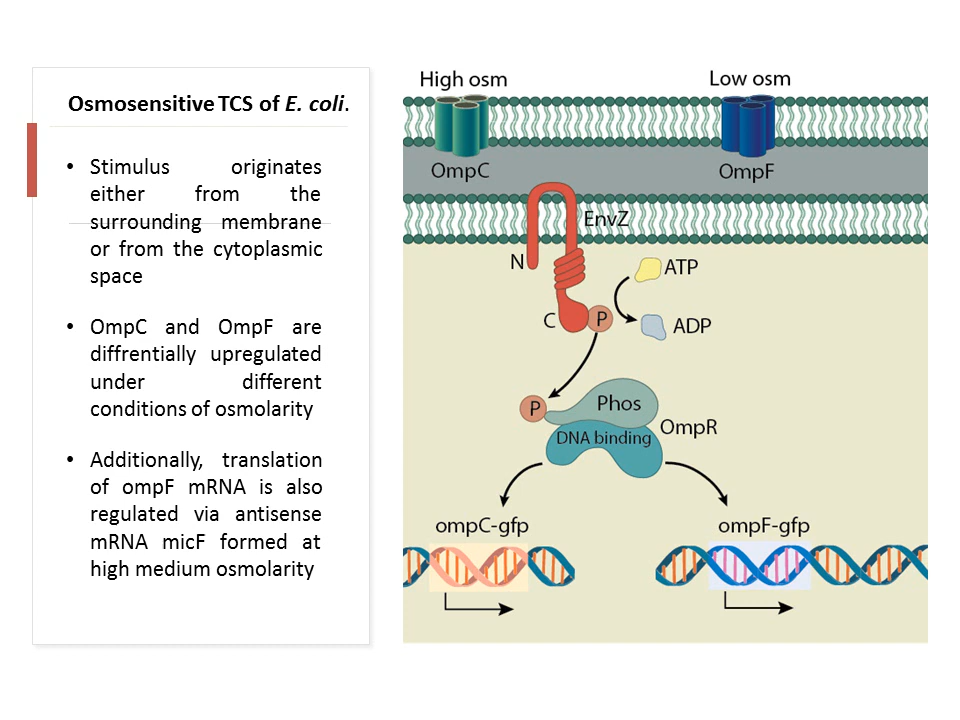 Osmosensitive TCS of E. coli.
• Stimulus originates
either from the
surrounding membrane
or from the cytoplasmic
space
• OmpC and OmpF are
diffrentially upregulated
under different
conditions of osmolarity
• Additionally, translation
of ompF mRNA is also
regulated via antisense
mRNA micF formed at
high medium osmolarity
High osm
Low osm
OmpC
OmpF
EnvZ
N
ATP
C
P
ADP
P
Phos
DNA binding
OmpR
ompC-gfp
ompF-gfp